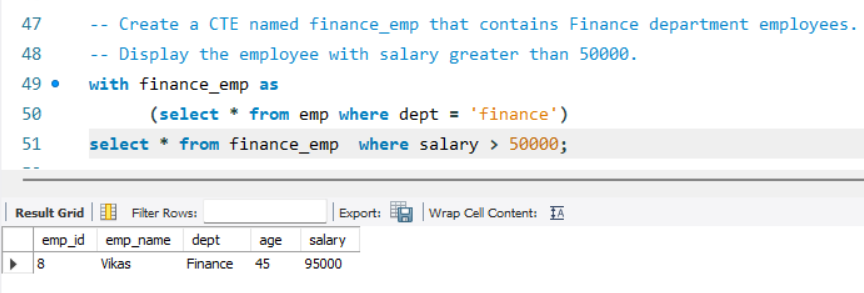 47 -- Create a CTE named finance_emp that contains Finance department employees.
48 -- Display the employee with salary greater than 50000.
49 with finance_emp as
50 (select * from emp where dept = 'finance')
51 select * from finance_emp  where salary > 50000;
Result Grid Filter Rows: Export: Wrap Cell Content: IA
emp_id emp_name dept age salary
8 Vikas Finance 45 95000